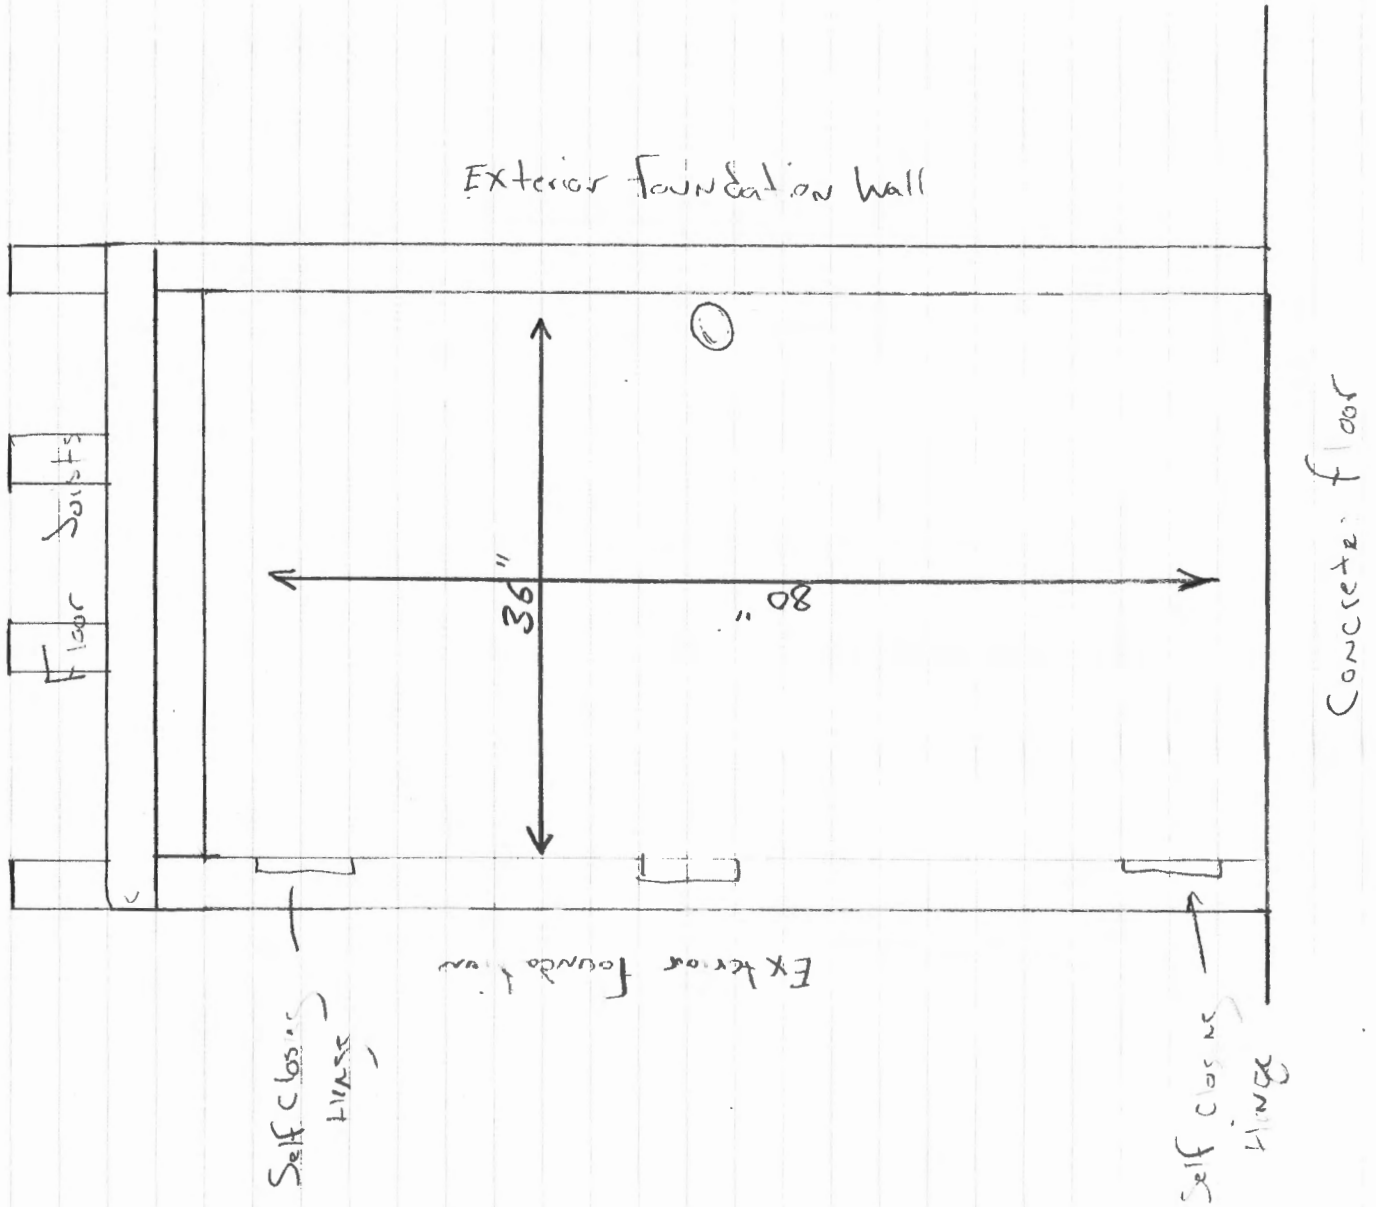 Exterior Foundation Wall
Floor Joists
36"
80"
Concrete floor
Exterior foundation
Self Closing
Hinge
Self Closing
Hinge